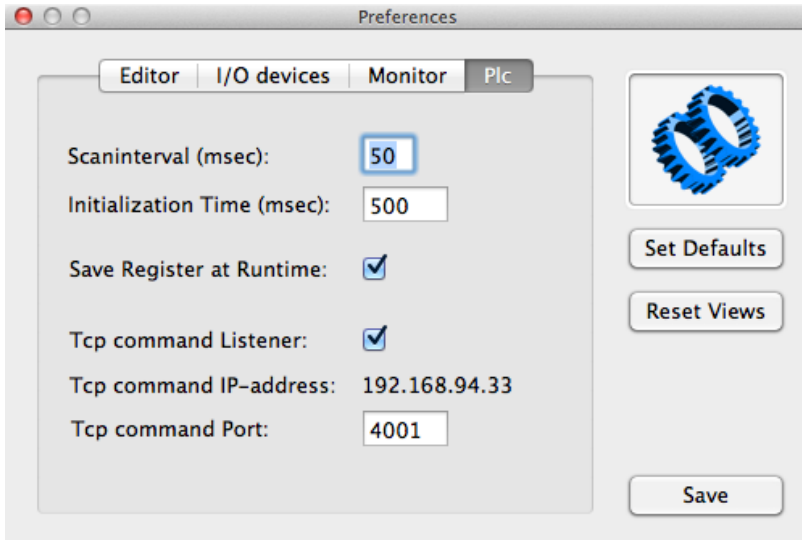 Preferences
Editor I/O devices Monitor Plc
Scaninterval (msec): 50
Initialization Time (msec): 500
Save Register at Runtime:
Tcp command Listener:
Tcp command IP-address: 192.168.94.33
Tcp command Port: 4001
Set Defaults
Reset Views
Save